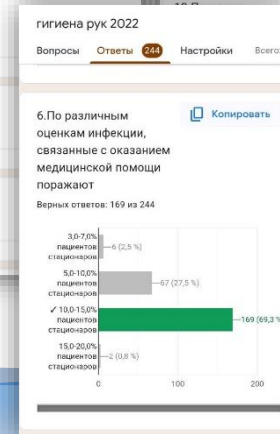 гигиена рук 2022
Вопросы Ответы 244 Настройки Всего
6.По различным
оценкам инфекции,
связанные с оказанием
медицинской помощи
поражают
Копировать
Верных ответов: 169 из 244
3,0-7,0%
пациентов
стационаров
6 (2,5 %)
5,0-10,0%
пациентов
стационаров
67 (27,5 %)
✓ 10,0-15,0%
пациентов
стационаров
169 (69,3 %
15,0-20,0%
пациентов
стационаров
2 (0,8 %)
0 100 200